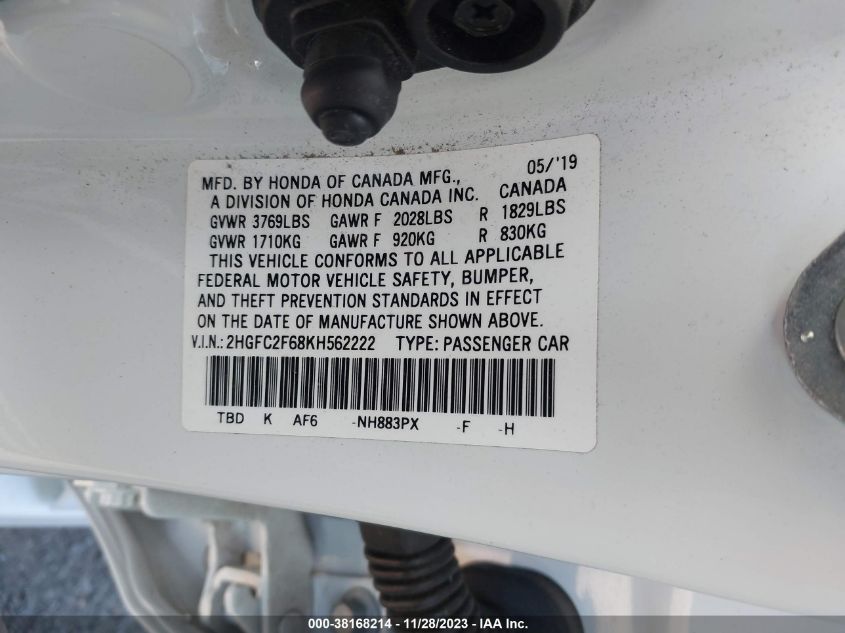 05/'19
MFD. BY HONDA OF CANADA MFG.,
A DIVISION OF HONDA CANADA INC. CANADA
GVWR 3769LBS GAWR F 2028LBS R 1829LBS
GVWR 1710KG GAWR F 920KG R 830KG
THIS VEHICLE CONFORMS TO ALL APPLICABLE
FEDERAL MOTOR VEHICLE SAFETY, BUMPER,
AND THEFT PREVENTION STANDARDS IN EFFECT
ON THE DATE OF MANUFACTURE SHOWN ABOVE.
V.I.N.: 2HGFC2F68KH562222 TYPE: PASSENGER CAR
TBD K AF6 -NH883PX -F -H
000-38168214 - 11/28/2023 - IAA Inc.